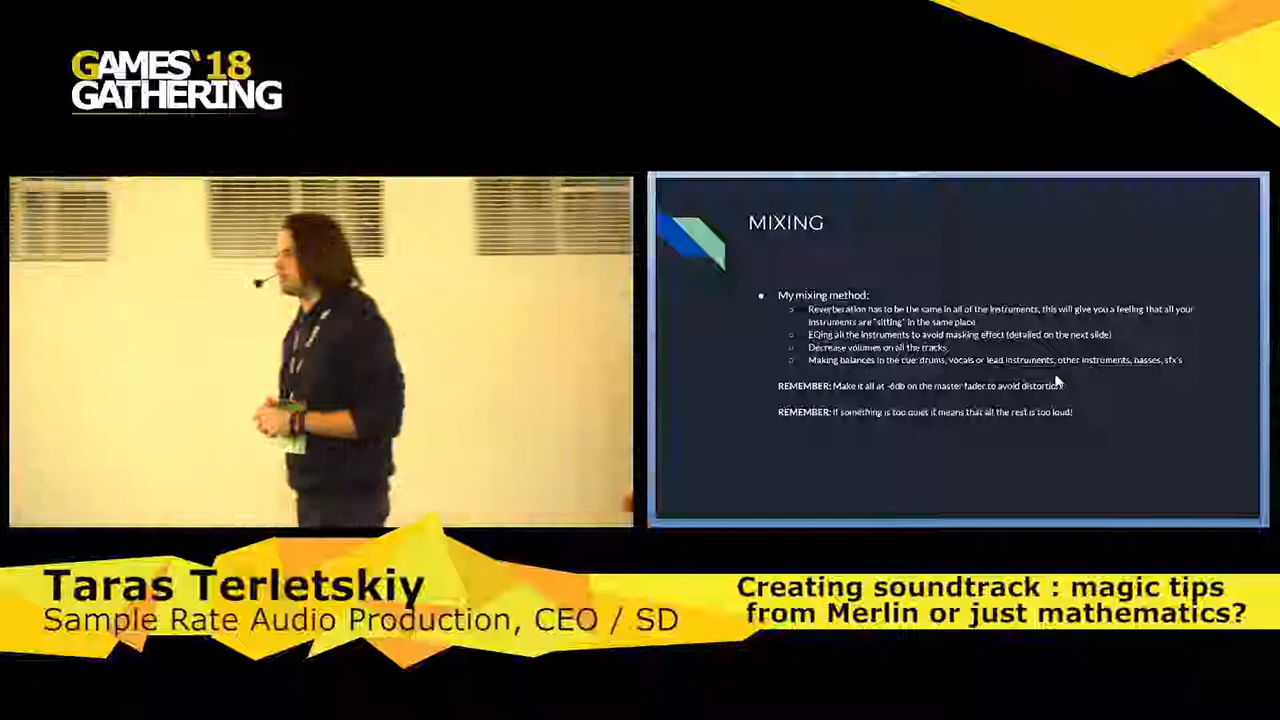 GAMES'18
GATHERING
MIXING
● My mixing method:
○ Reverberation has to be the same in all of the instruments, this will give you a feeling that all your
instruments are "sitting" in the same place
○ EQing all the instruments to avoid masking effect (detailed on the next slide)
○ Decrease volumes on all the tracks
○ Making balances in the cue: drums, vocals or lead instruments, other instruments, basses, sfx's
REMEMBER: Make it all at -6db on the master fader to avoid distortion!
REMEMBER: If something is too quiet it means that all the rest is too loud!
Taras Terletskiy
Sample Rate Audio Production, CEO / SD
Creating soundtrack : magic tips
from Merlin or just mathematics?